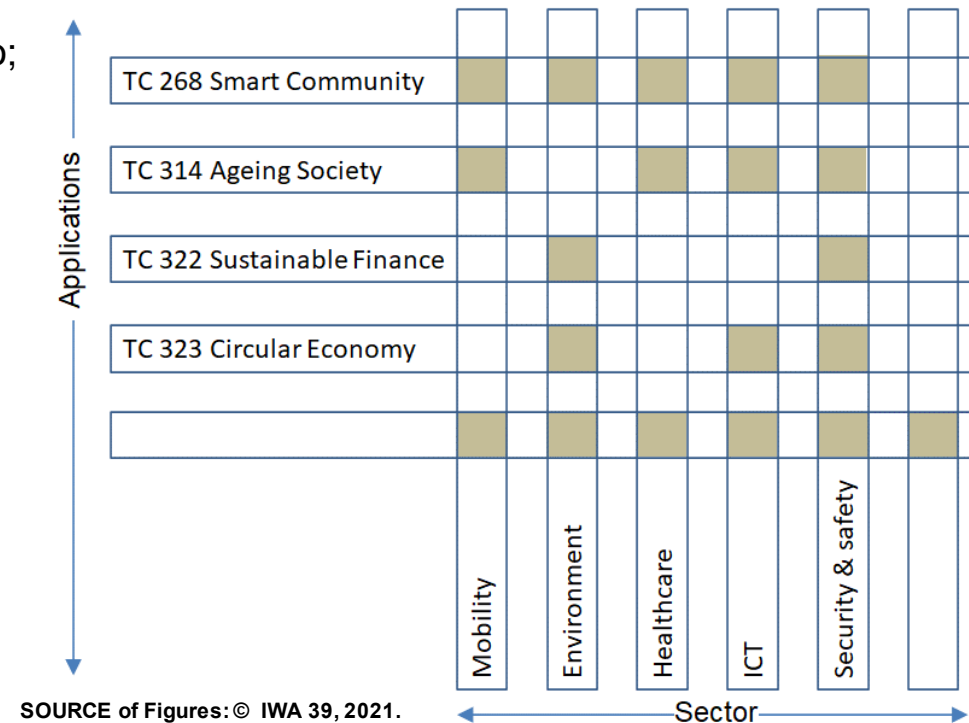 ;
TC 268 Smart Community
TC 314 Ageing Society
TC 322 Sustainable Finance
TC 323 Circular Economy
Applications
Mobility
Environment
Healthcare
ICT
Security & safety
Sector
SOURCE of Figures: © IWA 39, 2021.